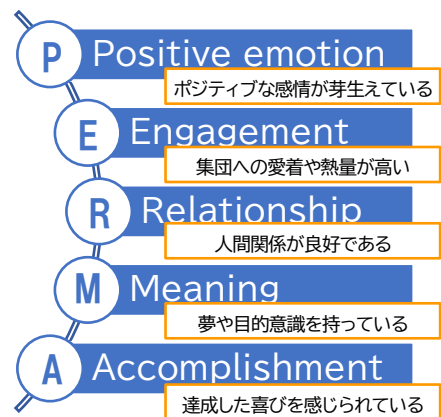 P Positive emotion
ポジティブな感情が芽生えている
E Engagement
集団への愛着や熱量が高い
R Relationship
人間関係が良好である
M Meaning
夢や目的意識を持っている
A Accomplishment
達成した喜びを感じられている